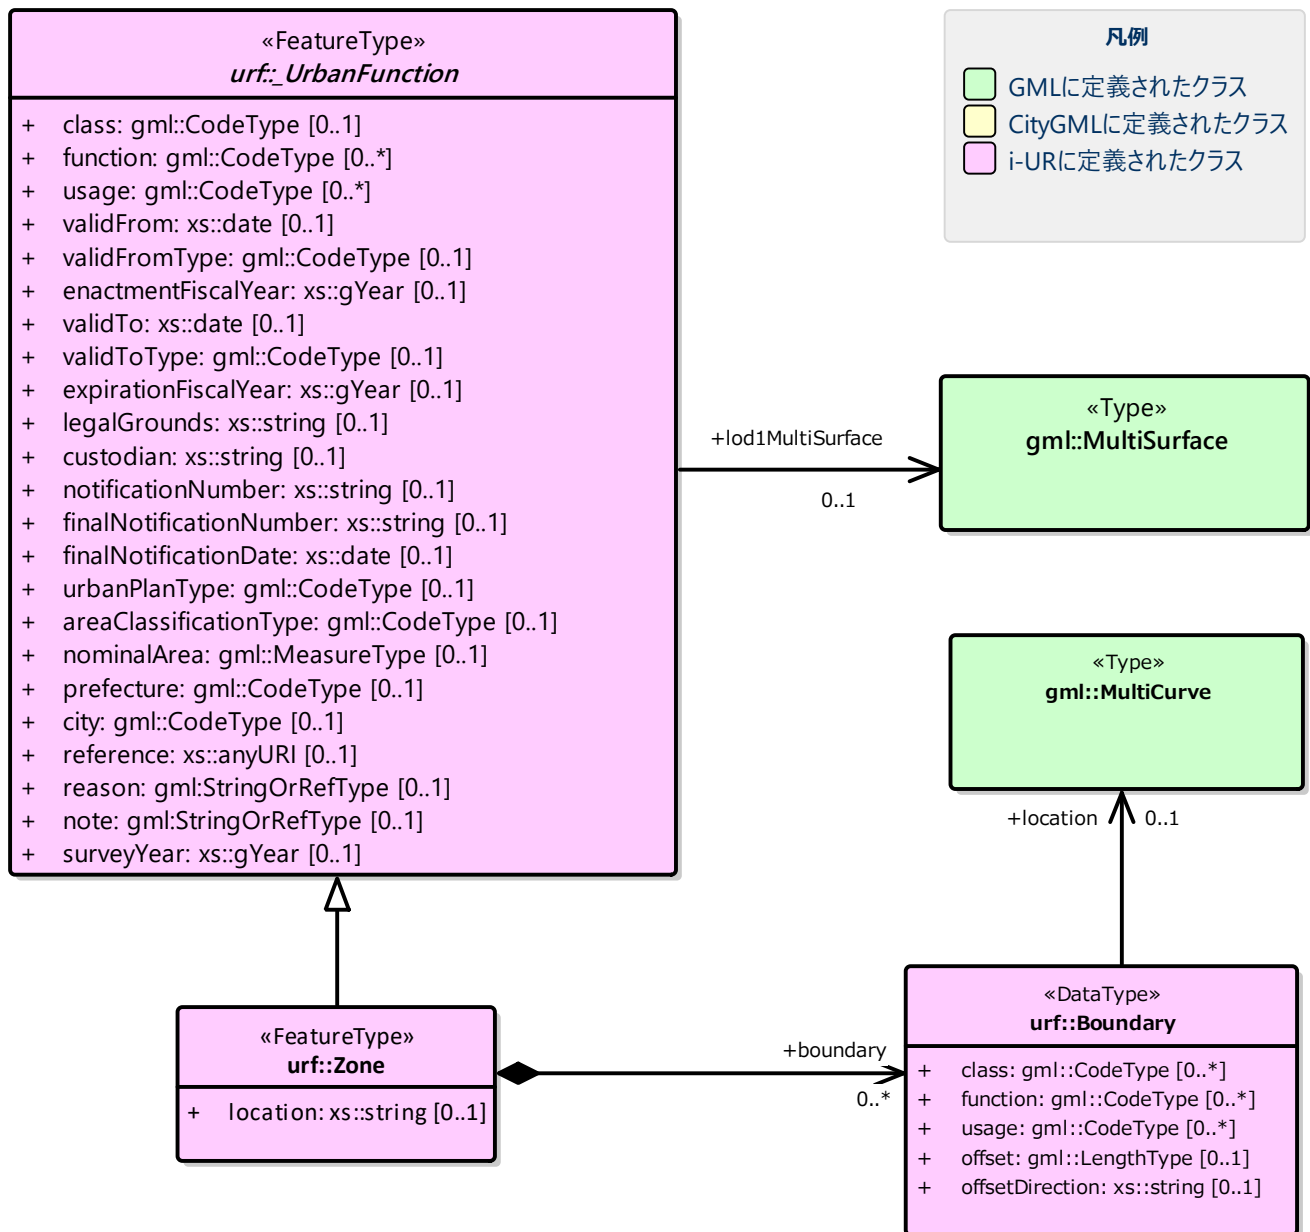 «FeatureType»
urf::_UrbanFunction
+ class: gml::CodeType [0..1]
+ function: gml::CodeType [0..*]
+ usage: gml::CodeType [0..*]
+ validFrom: xs::date [0..1]
+ validFromType: gml::CodeType [0..1]
+ enactmentFiscalYear: xs::gYear [0..1]
+ validTo: xs::date [0..1]
+ validToType: gml::CodeType [0..1]
+ expirationFiscalYear: xs::gYear [0..1]
+ legalGrounds: xs::string [0..1]
+ custodian: xs::string [0..1]
+ notificationNumber: xs::string [0..1]
+ finalNotificationNumber: xs::string [0..1]
+ finalNotificationDate: xs::date [0..1]
+ urbanPlanType: gml::CodeType [0..1]
+ areaClassificationType: gml::CodeType [0..1]
+ nominalArea: gml::MeasureType [0..1]
+ prefecture: gml::CodeType [0..1]
+ city: gml::CodeType [0..1]
+ reference: xs::anyURI [0..1]
+ reason: gml:StringOrRefType [0..1]
+ note: gml:StringOrRefType [0..1]
+ surveyYear: xs::gYear [0..1]
凡例
GMLに定義されたクラス
CityGMLに定義されたクラス
i-URに定義されたクラス
+lod1MultiSurface
0..1
«Type»
gml::MultiSurface
«Type»
gml::MultiCurve
+location 0..1
«FeatureType»
urf::Zone
+ location: xs::string [0..1]
+boundary
0..*
«DataType»
urf::Boundary
+ class: gml::CodeType [0..*]
+ function: gml::CodeType [0..*]
+ usage: gml::CodeType [0..*]
+ offset: gml::LengthType [0..1]
+ offsetDirection: xs::string [0..1]